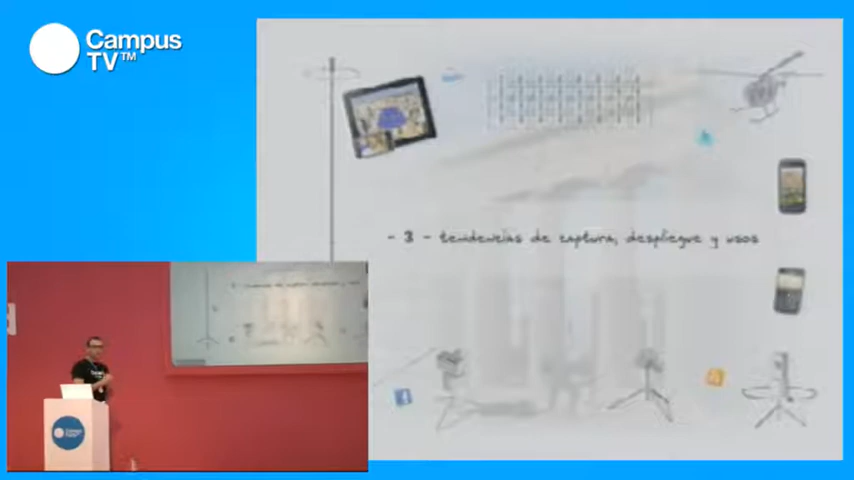 Campus
TV™
- 3 - tendencias de captura, despliegue y usos